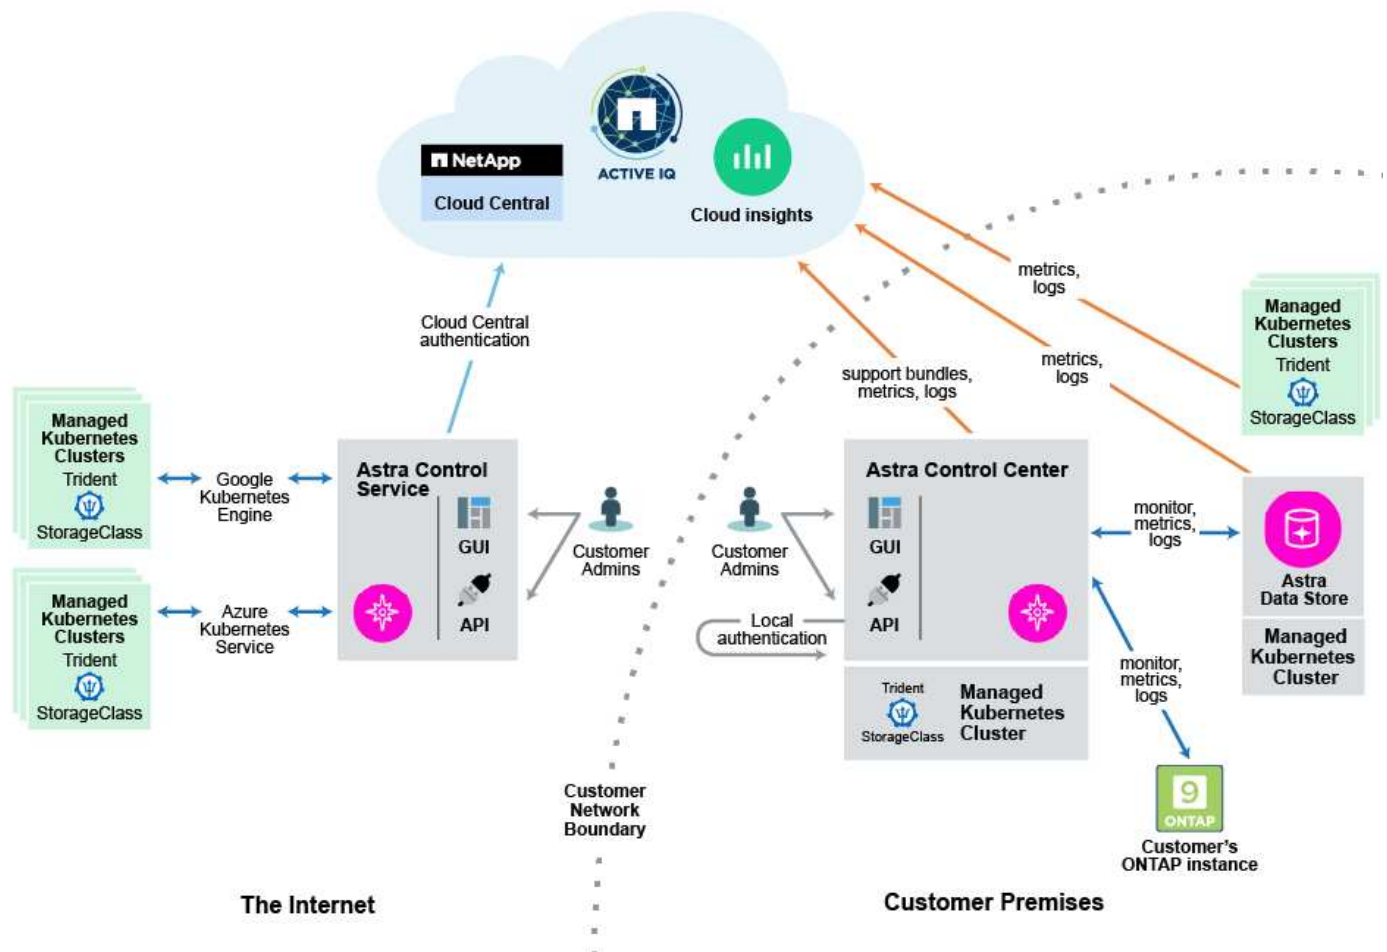 NetApp
Cloud Central
ACTIVE IQ
Cloud insights
Cloud Central
authentication
metrics,
logs
metrics,
logs
support bundles,
metrics, logs
Managed
Kubernetes
Clusters
Trident
StorageClass
Google
Kubernetes
Engine
Managed
Kubernetes
Clusters
Trident
StorageClass
Azure
Kubernetes
Service
Astra Control
Service
GUI
API
Customer
Admins
Customer
Admins
Local
authentication
Astra Control Center
GUI
API
Trident
StorageClass
Managed
Kubernetes
Cluster
monitor,
metrics,
logs
monitor,
metrics,
logs
Managed
Kubernetes
Clusters
Trident
StorageClass
Astra
Data Store
Managed
Kubernetes
Cluster
9
ONTAP
Customer's
ONTAP instance
Customer
Network
Boundary
The Internet
Customer Premises